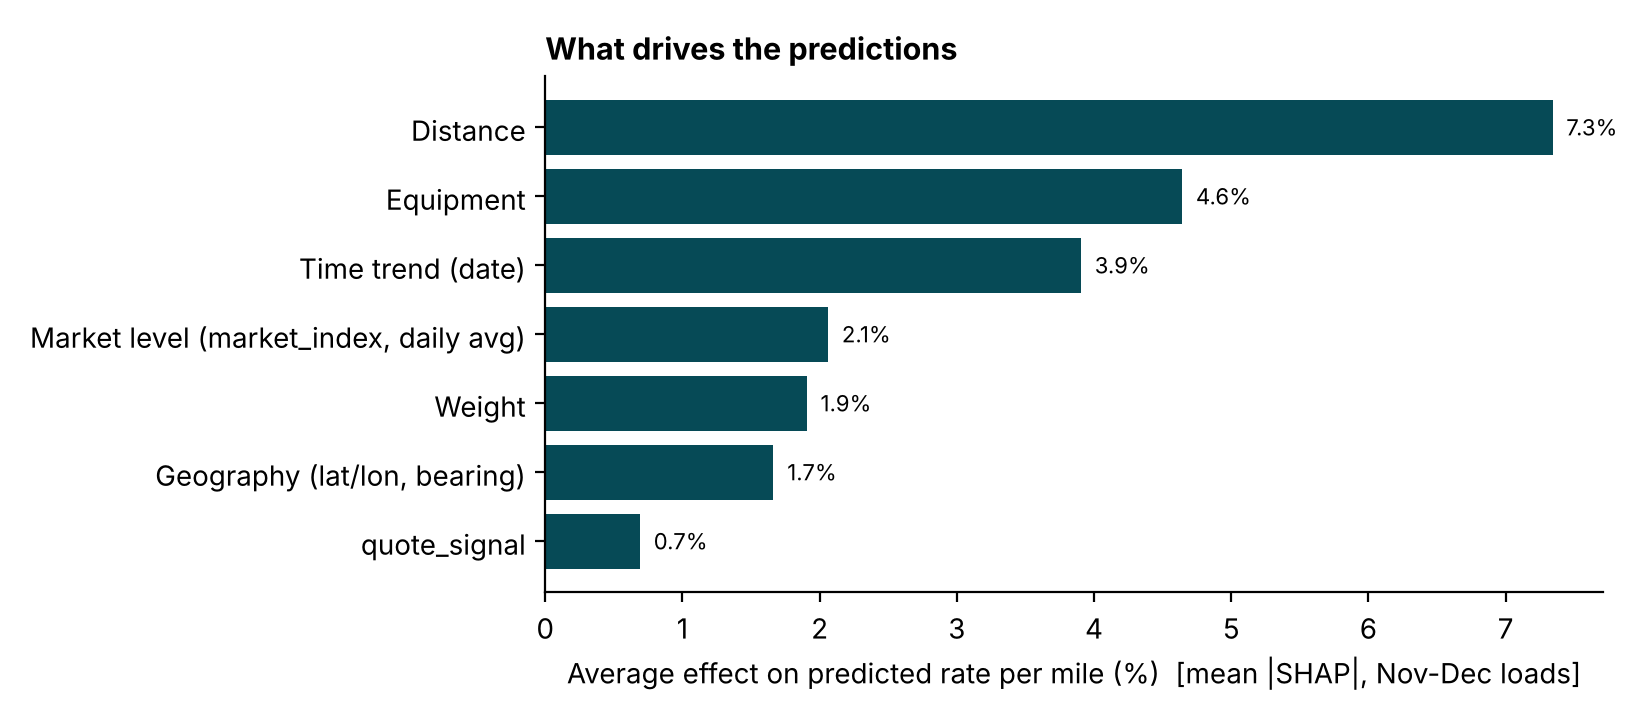 What drives the predictions
Distance
7.3%
Equipment
4.6%
Time trend (date)
3.9%
Market level (market_index, daily avg)
2.1%
Weight
1.9%
Geography (lat/lon, bearing)
1.7%
quote_signal
0.7%
0 1 2 3 4 5 6 7
Average effect on predicted rate per mile (%) [mean |SHAP|, Nov-Dec loads]